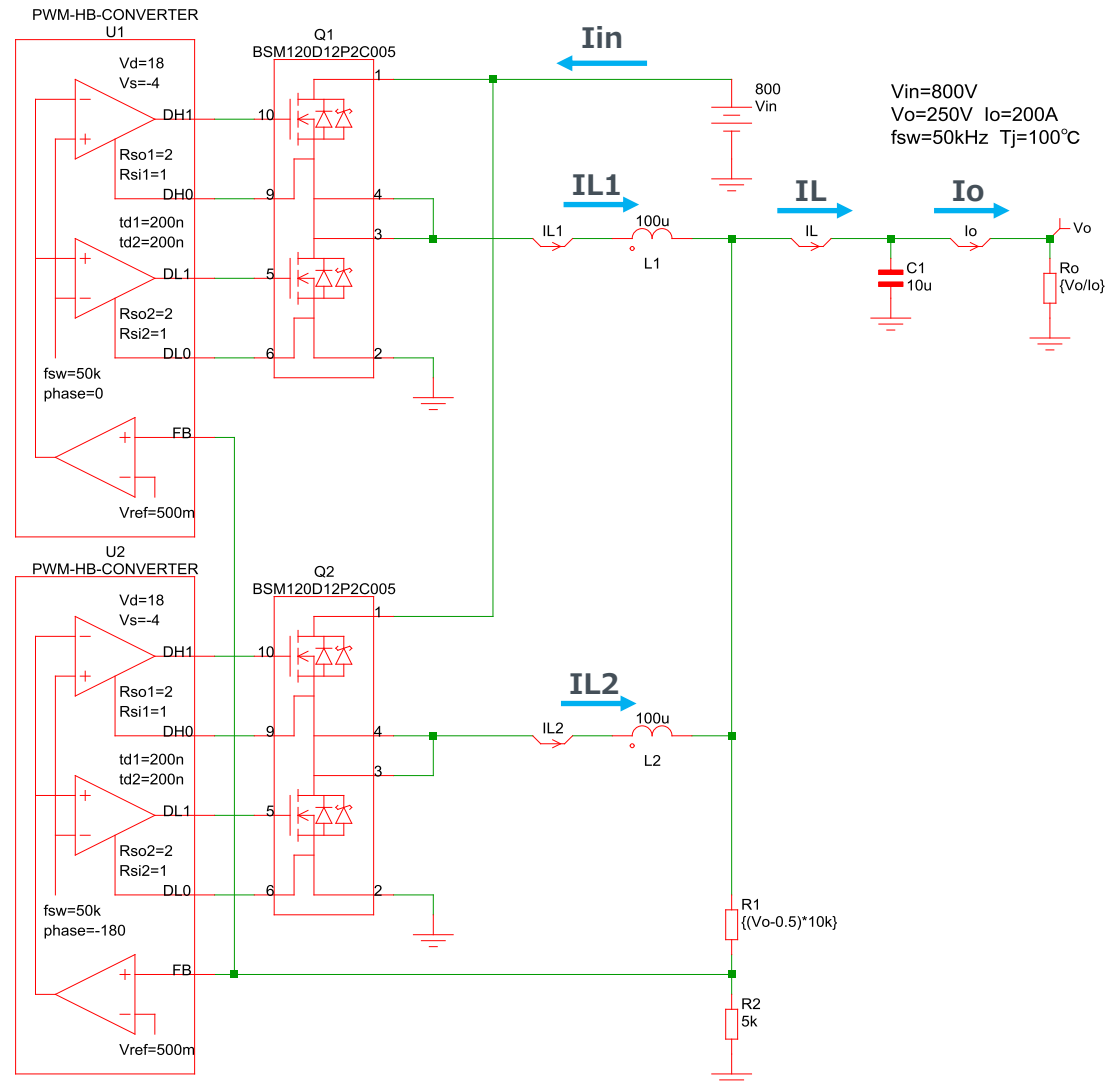 PWM-HB-CONVERTER
U1
Vd=18
Vs=-4
DH1
Rso1=2
Rsi1=1
DH0
td1=200n
td2=200n
DL1
Rso2=2
Rsi2=1
DL0
fsw=50k
phase=0
FB
Vref=500m
Q1
BSM120D12P2C005
1
10
9
4
3
5
6
2
Iin
800
Vin
Vin=800V
Vo=250V Io=200A
fsw=50kHz Tj=100℃
IL1
IL1
100u
L1
IL
IL
Io
Io
Vo
C1
10u
Ro
{Vo/Io}
U2
PWM-HB-CONVERTER
Vd=18
Vs=-4
DH1
Rso1=2
Rsi1=1
DH0
td1=200n
td2=200n
DL1
Rso2=2
Rsi2=1
DL0
fsw=50k
phase=-180
FB
Vref=500m
Q2
BSM120D12P2C005
1
10
9
4
3
5
6
2
IL2
IL2
100u
L2
R1
{(Vo-0.5)*10k}
R2
5k